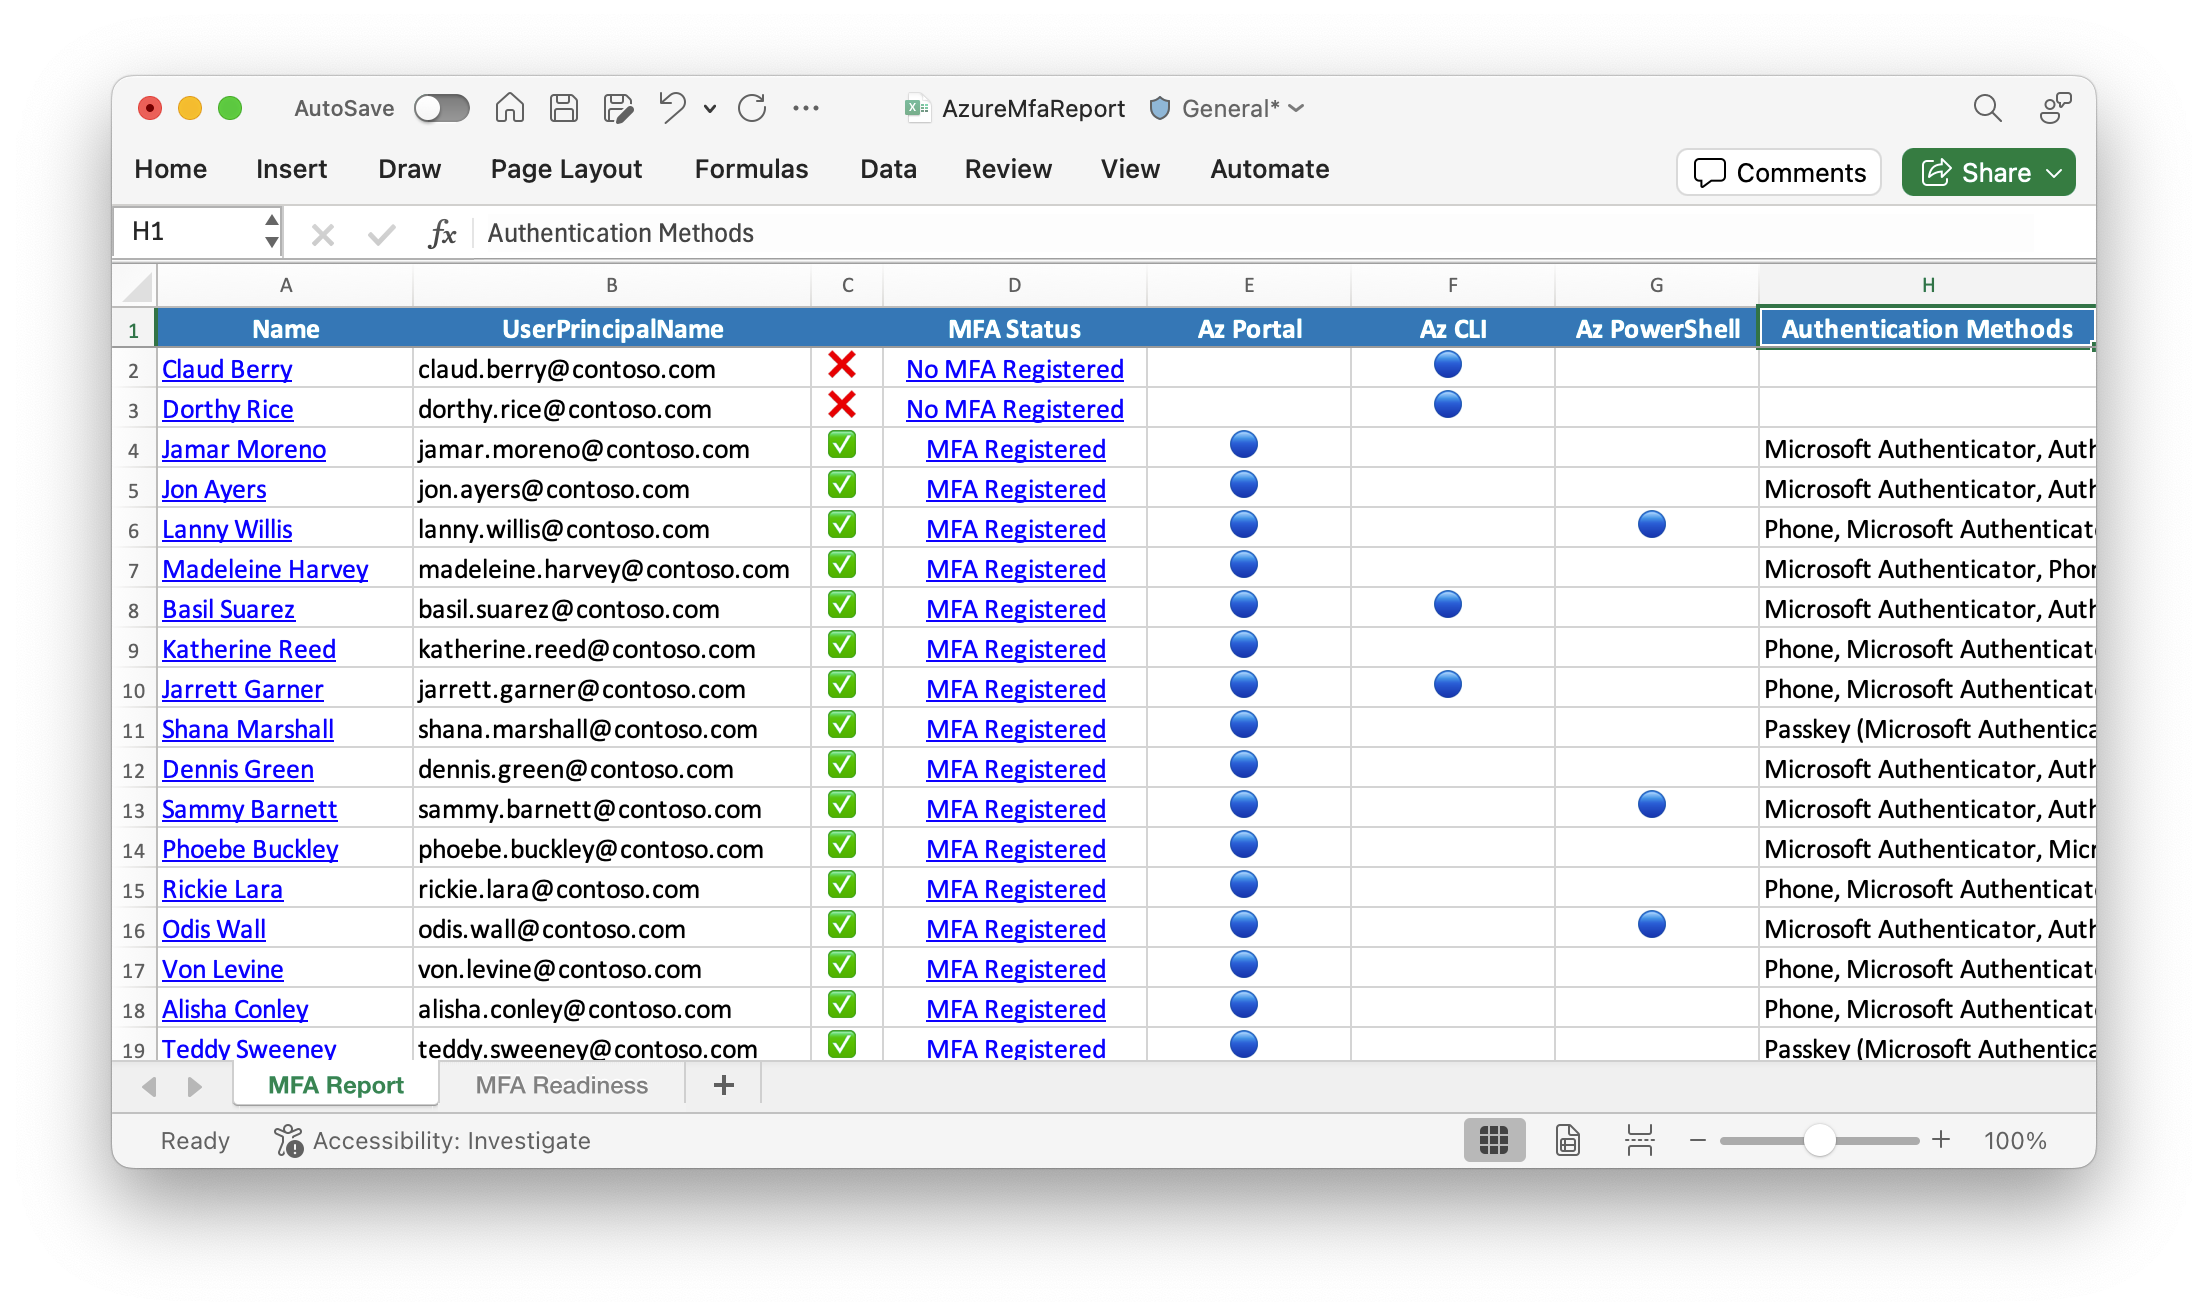 AutoSave AzureMfaReport General*
Home Insert Draw Page Layout Formulas Data Review View Automate Comments Share
H1 fx Authentication Methods
A B C D E F G H
1 Name UserPrincipalName MFA Status Az Portal Az CLI Az PowerShell Authentication Methods
2 Claud Berry claud.berry@contoso.com No MFA Registered
3 Dorthy Rice dorthy.rice@contoso.com No MFA Registered
4 Jamar Moreno jamar.moreno@contoso.com MFA Registered Microsoft Authenticator, Auth
5 Jon Ayers jon.ayers@contoso.com MFA Registered Microsoft Authenticator, Auth
6 Lanny Willis lanny.willis@contoso.com MFA Registered Phone, Microsoft Authenticat
7 Madeleine Harvey madeleine.harvey@contoso.com MFA Registered Microsoft Authenticator, Phon
8 Basil Suarez basil.suarez@contoso.com MFA Registered Microsoft Authenticator, Auth
9 Katherine Reed katherine.reed@contoso.com MFA Registered Phone, Microsoft Authenticat
10 Jarrett Garner jarrett.garner@contoso.com MFA Registered Phone, Microsoft Authenticat
11 Shana Marshall shana.marshall@contoso.com MFA Registered Passkey (Microsoft Authentica
12 Dennis Green dennis.green@contoso.com MFA Registered Microsoft Authenticator, Auth
13 Sammy Barnett sammy.barnett@contoso.com MFA Registered Microsoft Authenticator, Auth
14 Phoebe Buckley phoebe.buckley@contoso.com MFA Registered Microsoft Authenticator, Micr
15 Rickie Lara rickie.lara@contoso.com MFA Registered Phone, Microsoft Authenticat
16 Odis Wall odis.wall@contoso.com MFA Registered Microsoft Authenticator, Auth
17 Von Levine von.levine@contoso.com MFA Registered Phone, Microsoft Authenticat
18 Alisha Conley alisha.conley@contoso.com MFA Registered Phone, Microsoft Authenticat
19 Teddy Sweeney teddy.sweeney@contoso.com MFA Registered Passkey (Microsoft Authentica
MFA Report MFA Readiness +
Ready Accessibility: Investigate 100%